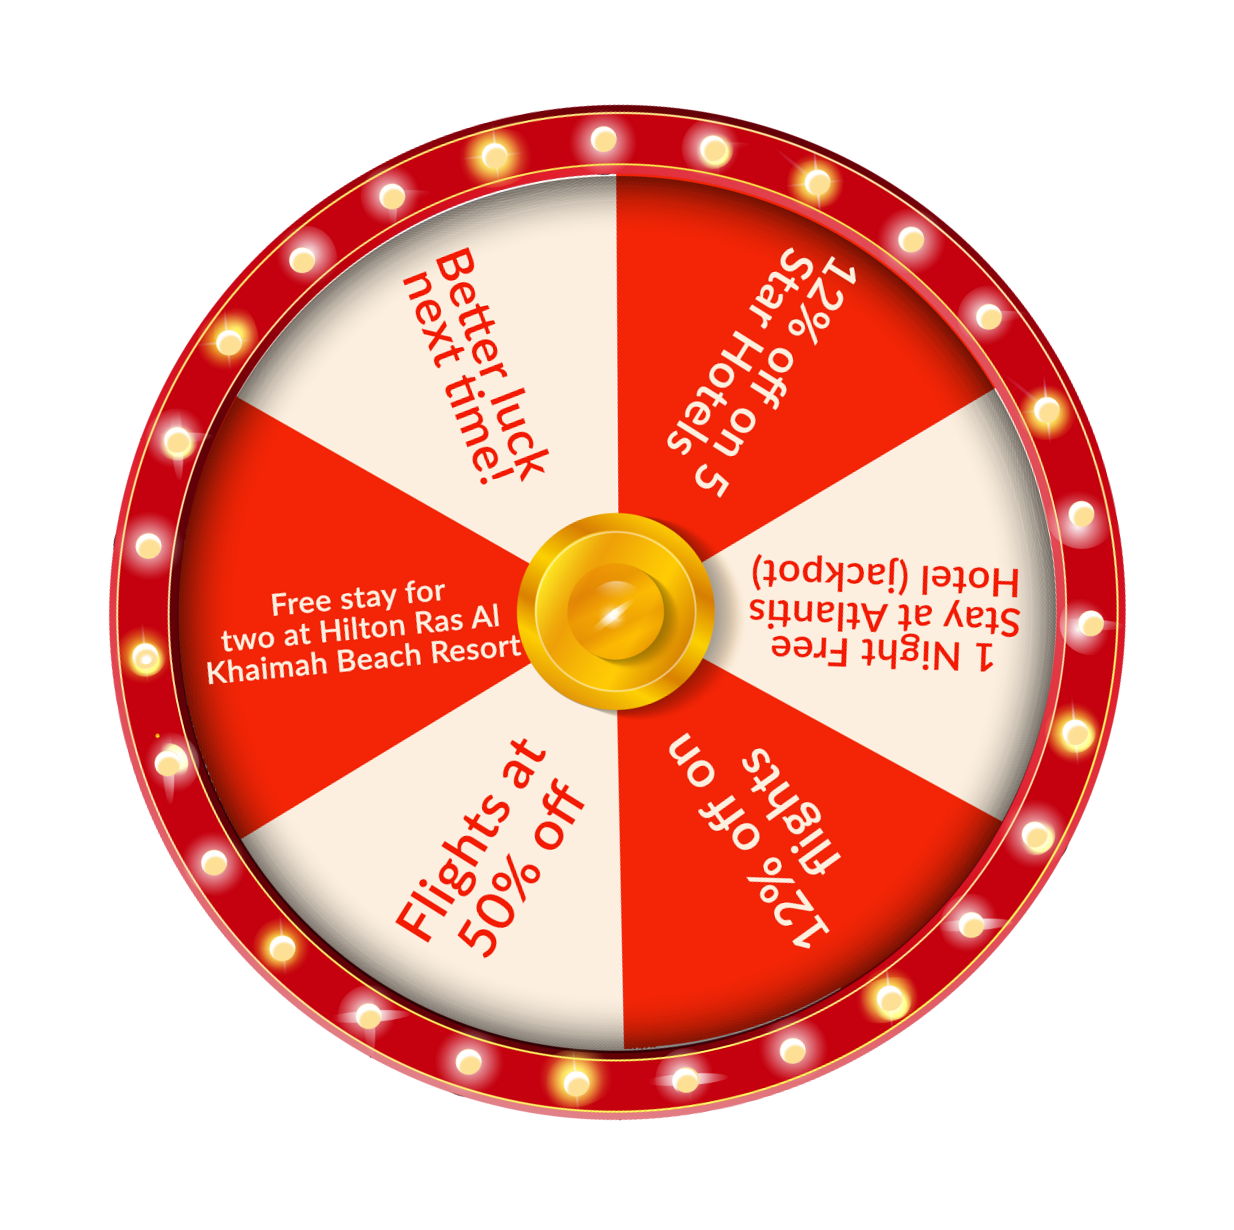 Better luck
next time!
12% off on 5
Star Hotels
1 Night Free
Stay at Atlantis
Hotel (jackpot)
12% off on
flights
Flights at
50% off
Free stay for
two at Hilton Ras Al
Khaimah Beach Resort